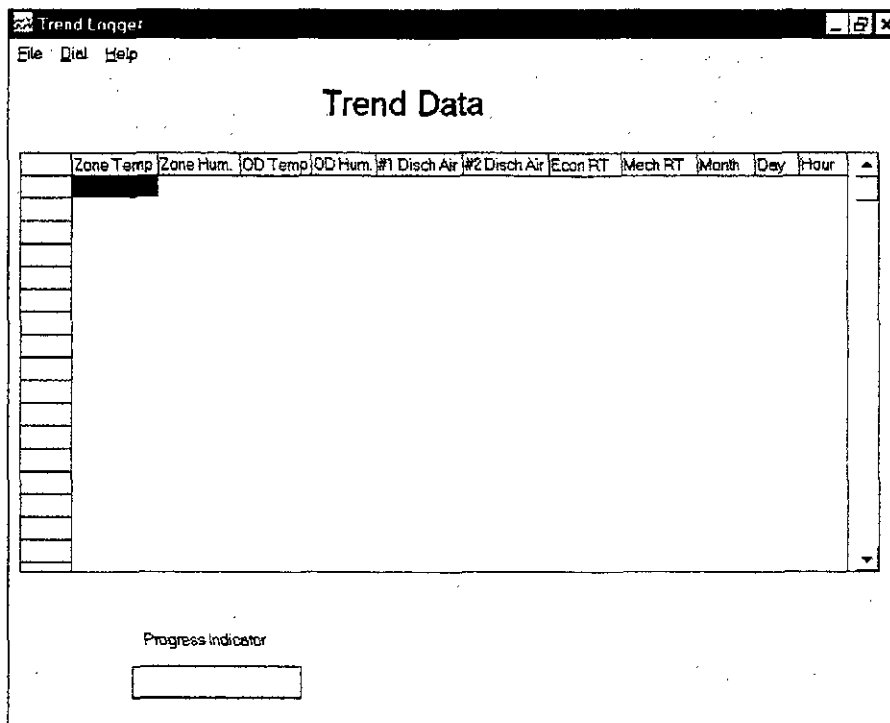 Trend Logger
File Dial Help
Trend Data
Zone Temp Zone Hum. OD Temp OD Hum. #1 Disch Air #2 Disch Air Econ RT Mech RT Month Day Hour
Progress Indicator